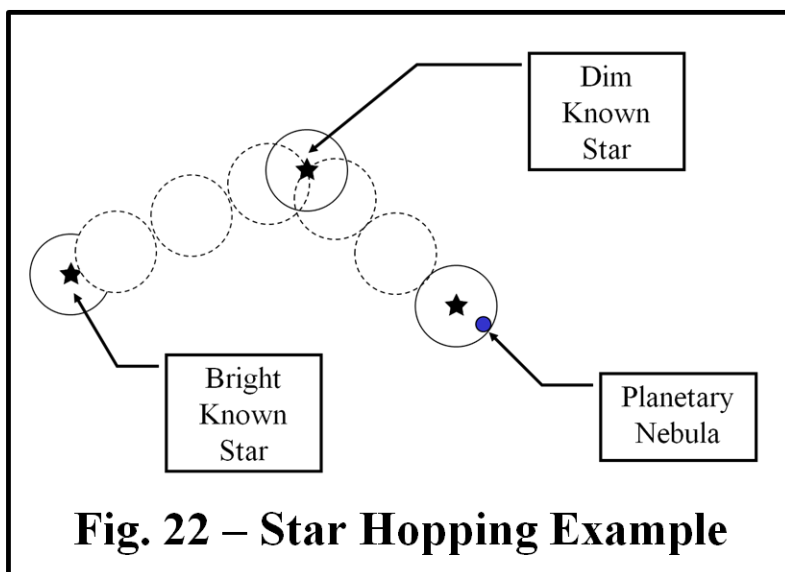 Dim
Known
Star
Bright
Known
Star
Planetary
Nebula
Fig. 22 – Star Hopping Example